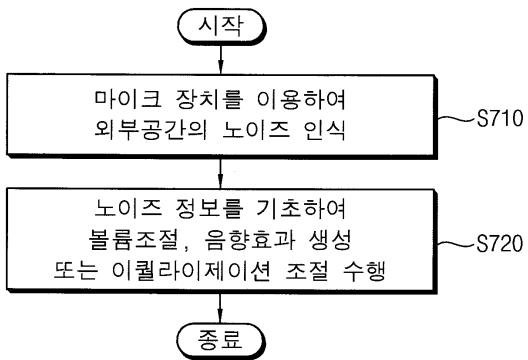 시작
마이크 장치를 이용하여
외부공간의 노이즈 인식
S710
노이즈 정보를 기초하여
볼륨조절, 음향효과 생성
또는 이퀄라이제이션 조절 수행
S720
종료